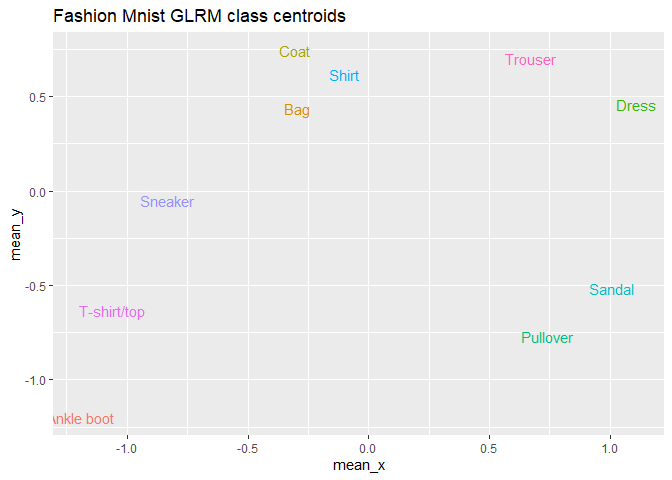 Fashion Mnist GLRM class centroids
Coat
Trouser
Shirt
Bag
Dress
Sneaker
Sandal
T-shirt/top
Pullover
Ankle boot
0.5
0.0
-0.5
-1.0
mean_y
-1.0
-0.5
0.0
0.5
1.0
mean_x